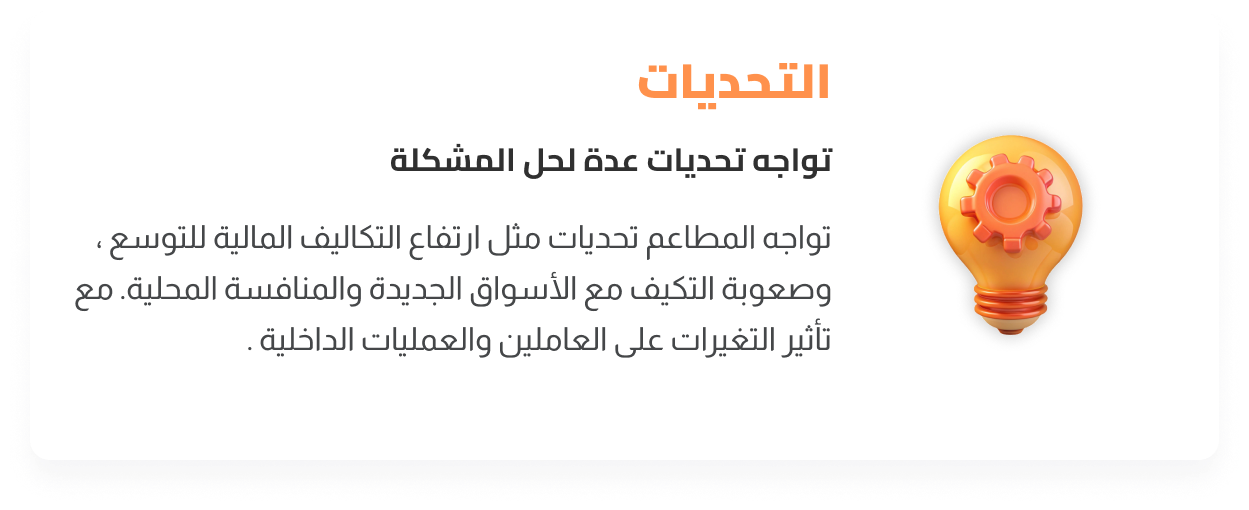 التحديات
تواجه تحديات عدة لحل المشكلة
تواجه المطاعم تحديات مثل ارتفاع التكاليف المالية للتوسع ،
وصعوبة التكيف مع الأسواق الجديدة والمنافسة المحلية. مع
تأثير التغيرات على العاملين والعمليات الداخلية .